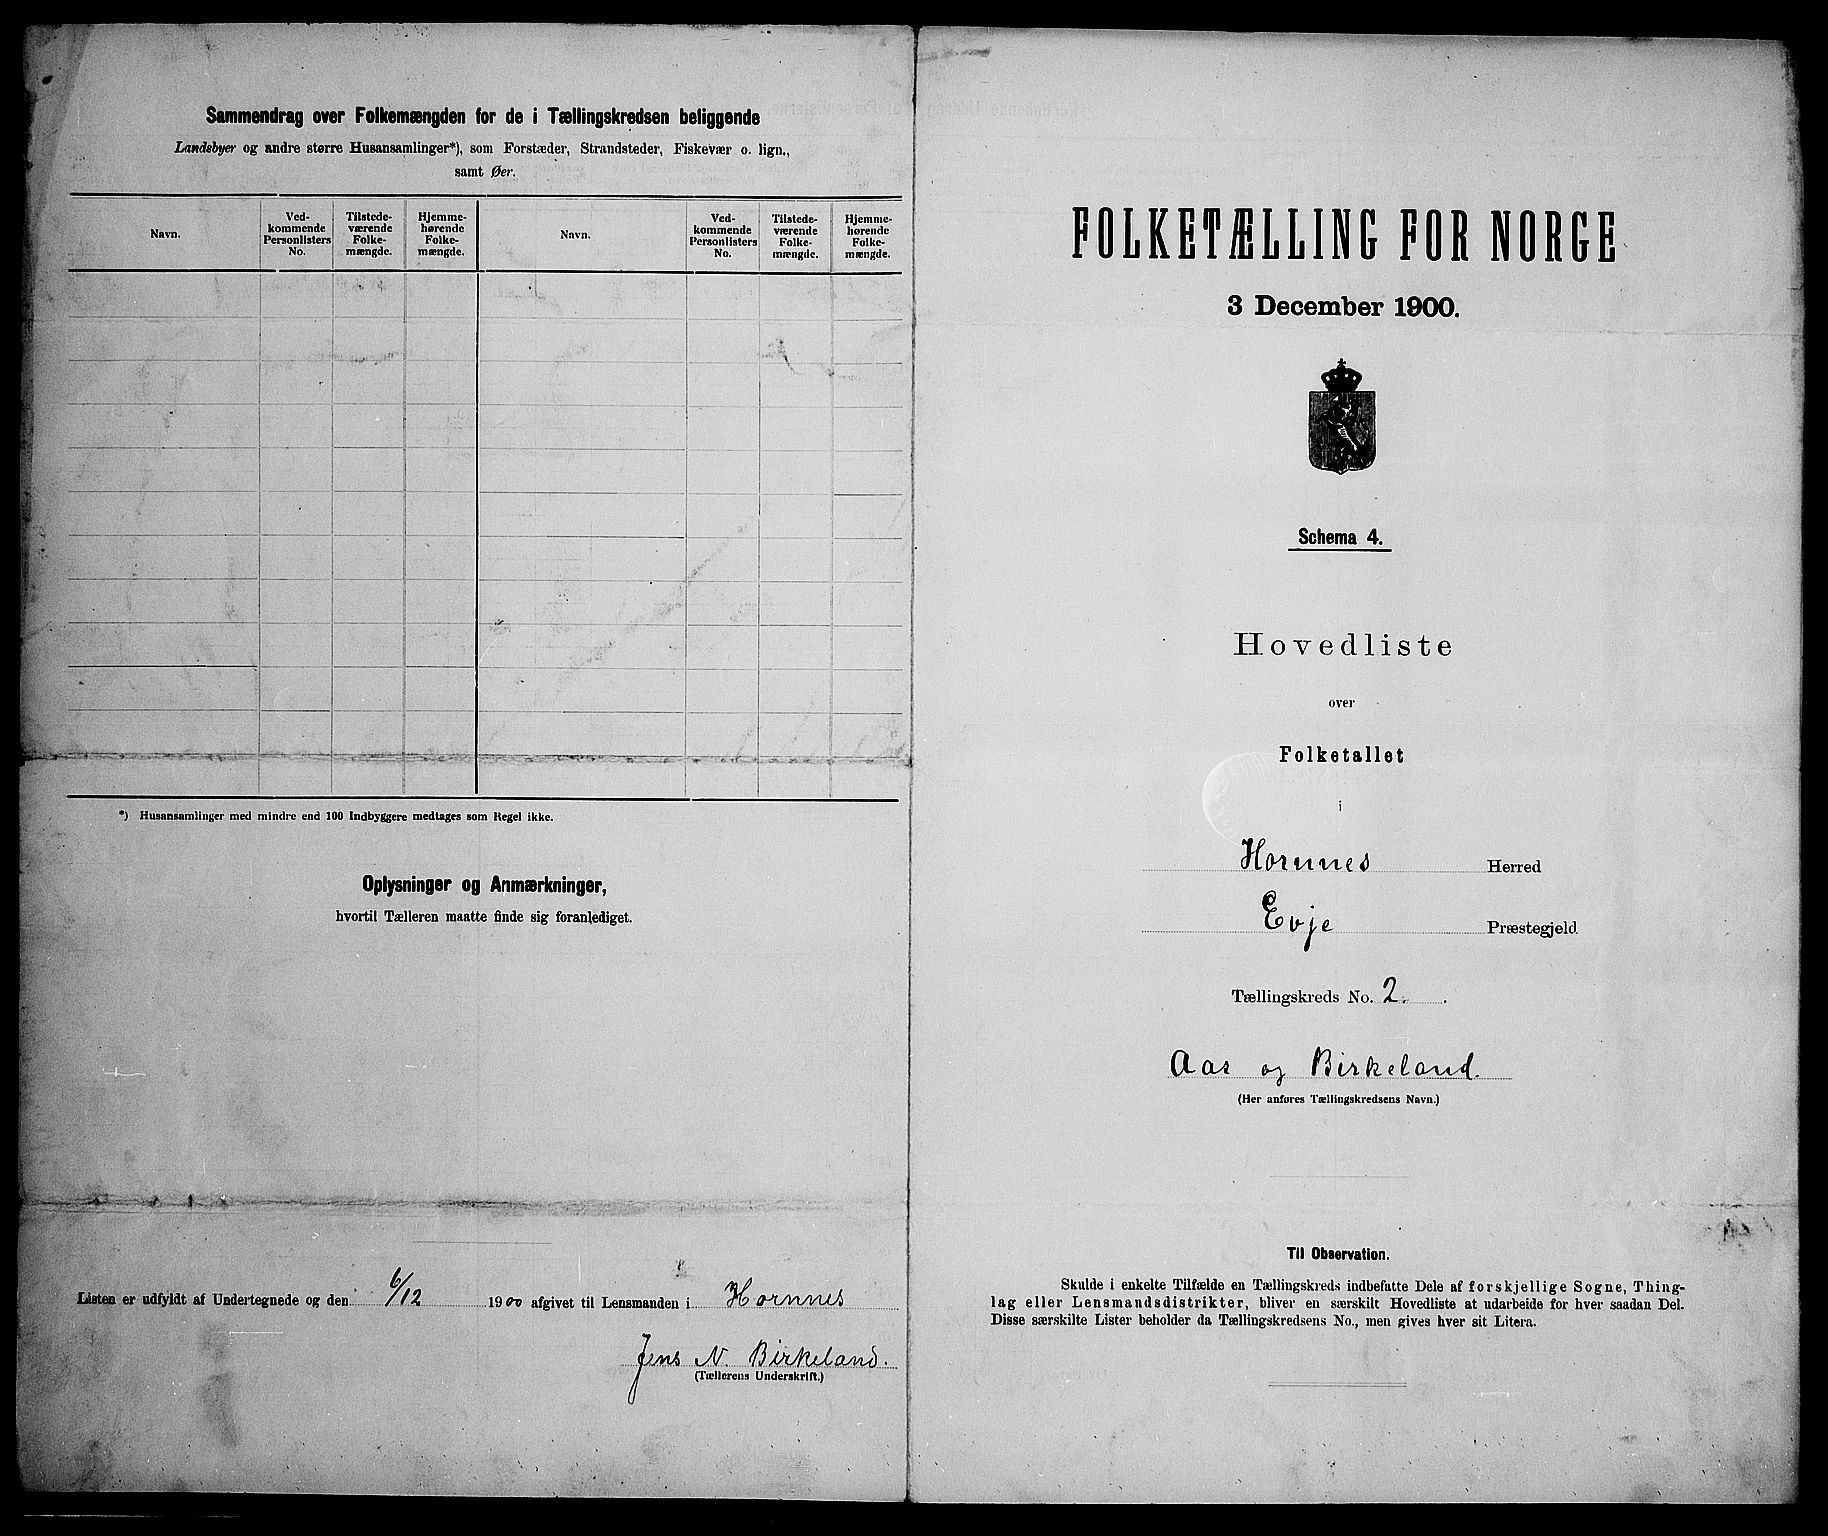 Sammendrag over Folkemængden for de i Tællingskredsen beliggende
Landsbyer og andre større Husansamlinger*), som Forstæder, Strandsteder, Fiskevær o. lign.,
samt Øer.
Navn.
Ved-
kommende
Personlisters
No.
Tilstede-
værende
Folke-
mængde.
Hjemme-
hørende
Folke-
mængde.
Navn.
Ved-
kommende
Personlisters
No.
Tilstede-
værende
Folke-
mængde.
Hjemme-
hørende
Folke-
mængde.
*) Husansamlinger med mindre end 100 Indbyggere medtages som Regel ikke.
Oplysninger og Anmærkninger,
hvortil Tælleren maatte finde sig foranlediget.
Listen er udfyldt af Undertegnede og den 6/12 1900 afgivet til Lensmanden i Hornnes
Jens N. Birkeland.
(Tællerens Underskrift.)
FOLKETÆLLING FOR NORGE
3 December 1900.
Schema 4.
Hovedliste
over
Folketallet
i
Hornnes Herred
Evje Præstegjeld
Tællingskreds No. 2.
Aas og Birkeland.
(Her anføres Tællingskredsens Navn.)
Til Observation.
Skulde i enkelte Tilfælde en Tællingskreds indbefatte Dele af forskjellige Sogne, Thing-
lag eller Lensmandsdistrikter, bliver en særskilt Hovedliste at udarbeide for hver saadan Del.
Disse særskilte Lister beholder da Tællingskredsens No., men gives hver sit Litera.